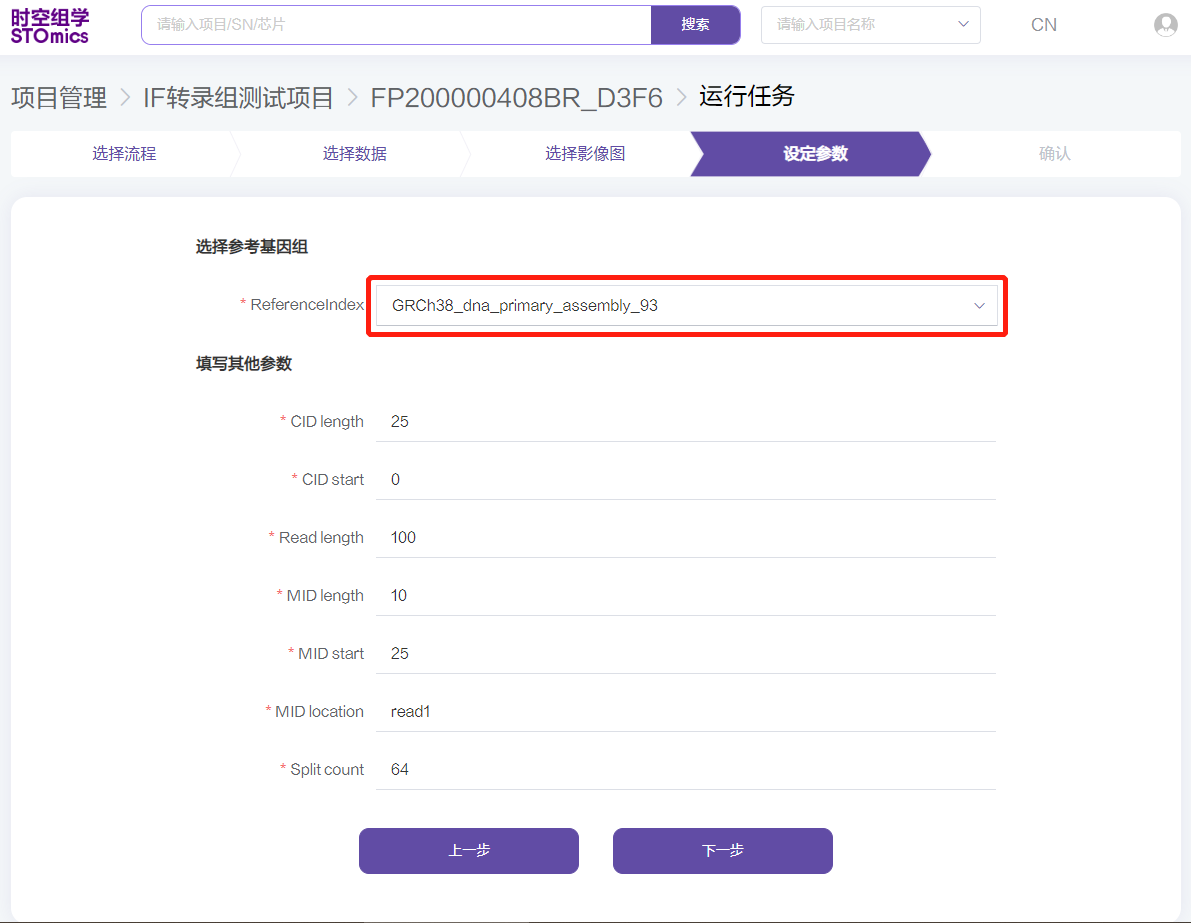 时空组学
STOmics
请输入项目/SN/芯片
搜索
请输入项目名称
CN
项目管理 > IF转录组测试项目 > FP200000408BR_D3F6 > 运行任务
选择流程
选择数据
选择影像图
设定参数
确认
选择参考基因组
* ReferenceIndex
GRCh38_dna_primary_assembly_93
填写其他参数
* CID length 25
* CID start 0
* Read length 100
* MID length 10
* MID start 25
* MID location read1
* Split count 64
上一步
下一步